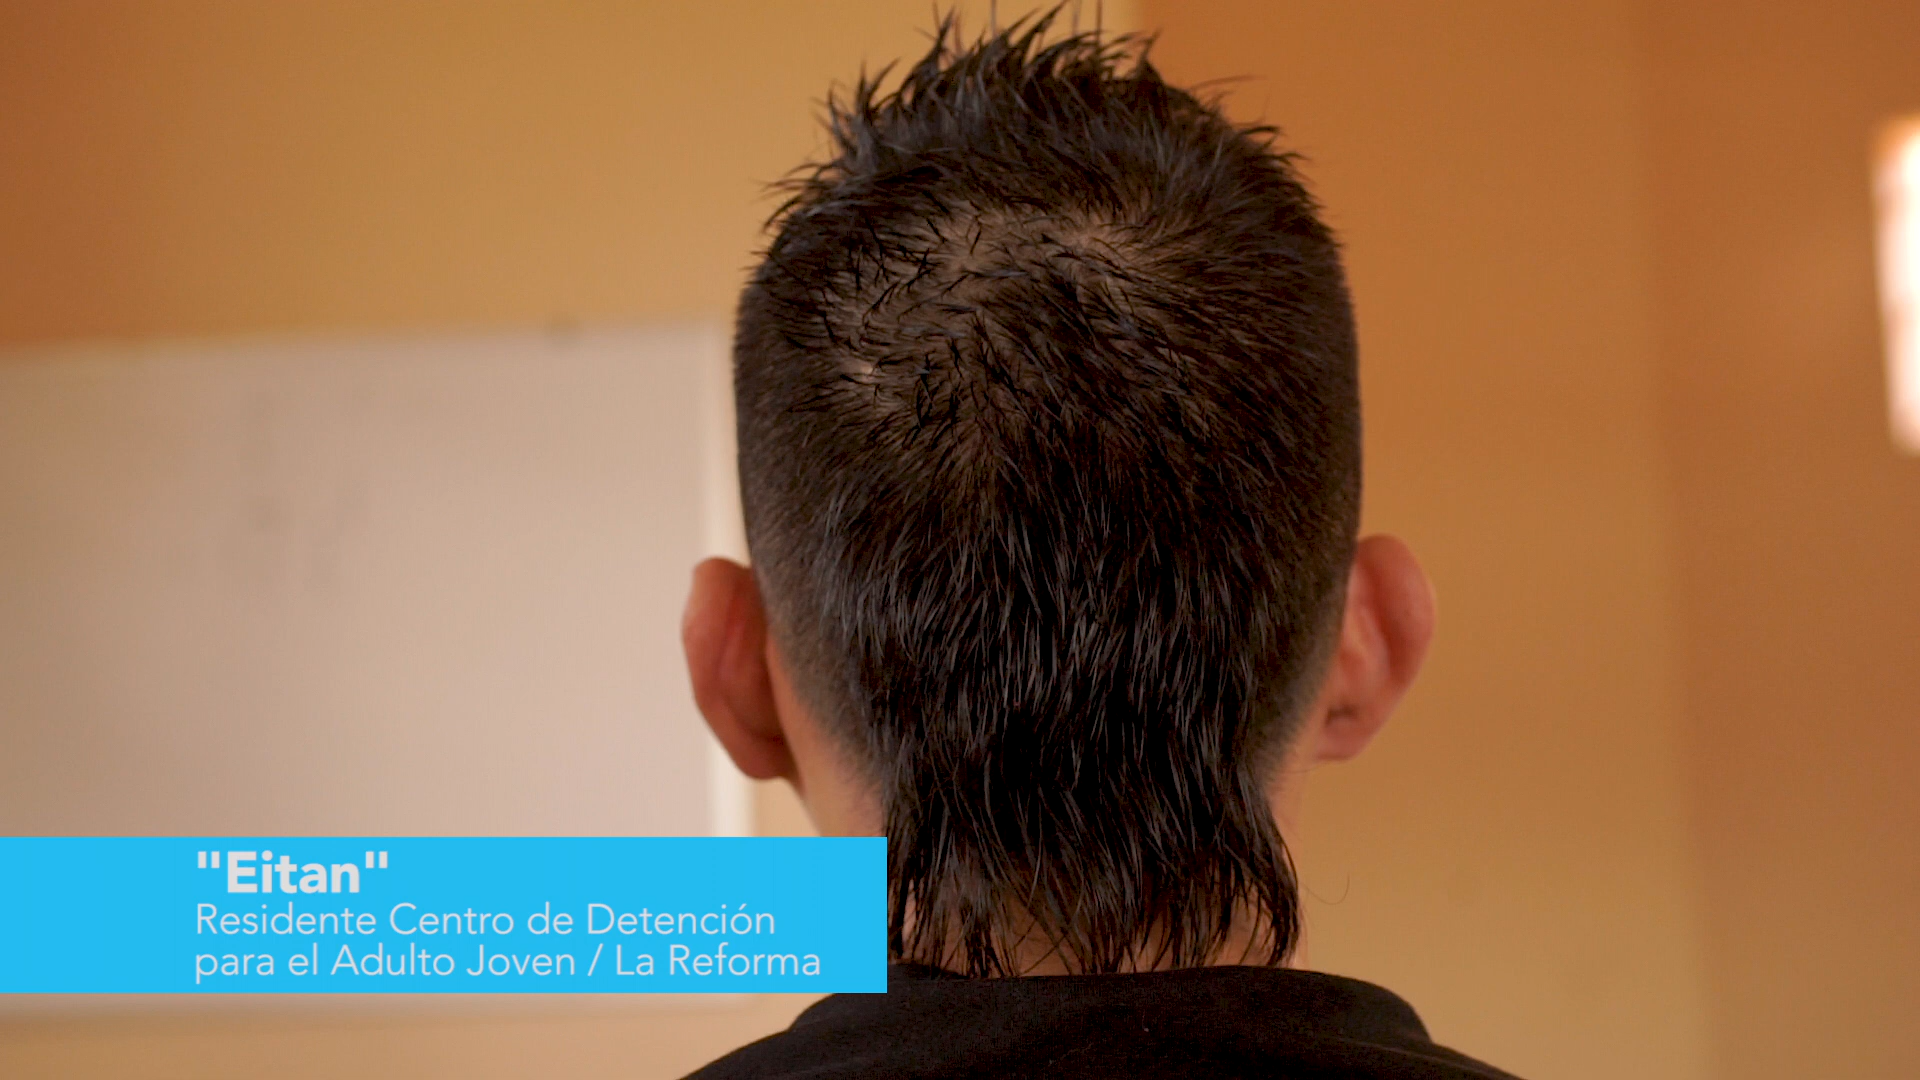 "Eitan"
Residente Centro de Detención
para el Adulto Joven / La Reforma